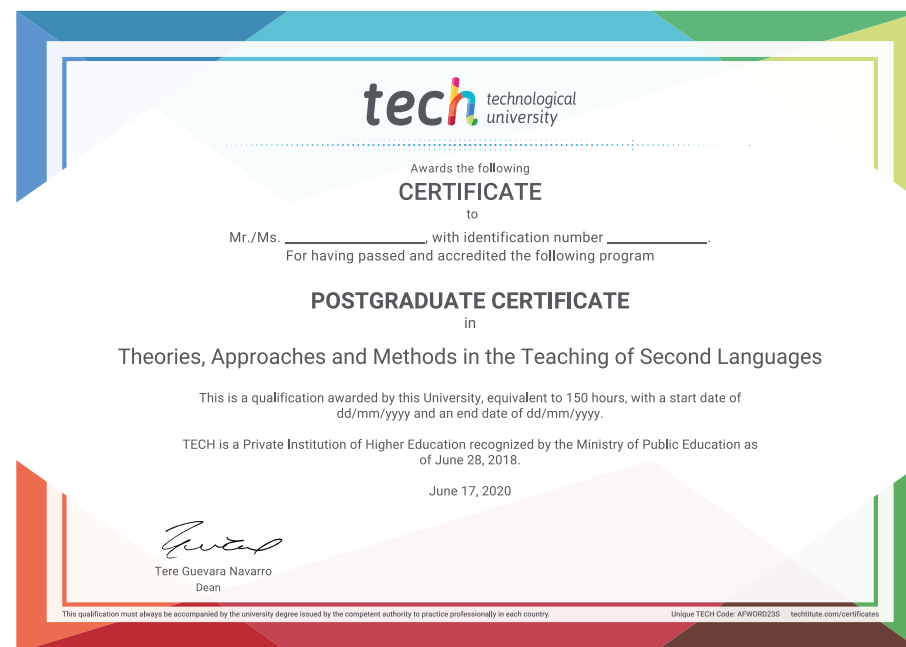 tech technological
university
Awards the following
CERTIFICATE
to
Mr./Ms. ____________________, with identification number ______________.
For having passed and accredited the following program
POSTGRADUATE CERTIFICATE
in
Theories, Approaches and Methods in the Teaching of Second Languages
This is a qualification awarded by this University, equivalent to 150 hours, with a start date of
dd/mm/yyyy and an end date of dd/mm/yyyy.
TECH is a Private Institution of Higher Education recognized by the Ministry of Public Education as
of June 28, 2018.
June 17, 2020
Tere Guevara Navarro
Dean
This qualification must always be accompanied by the university degree issued by the competent authority to practice professionally in each country.
Unique TECH Code: AFWORD23S techtitute.com/certificates